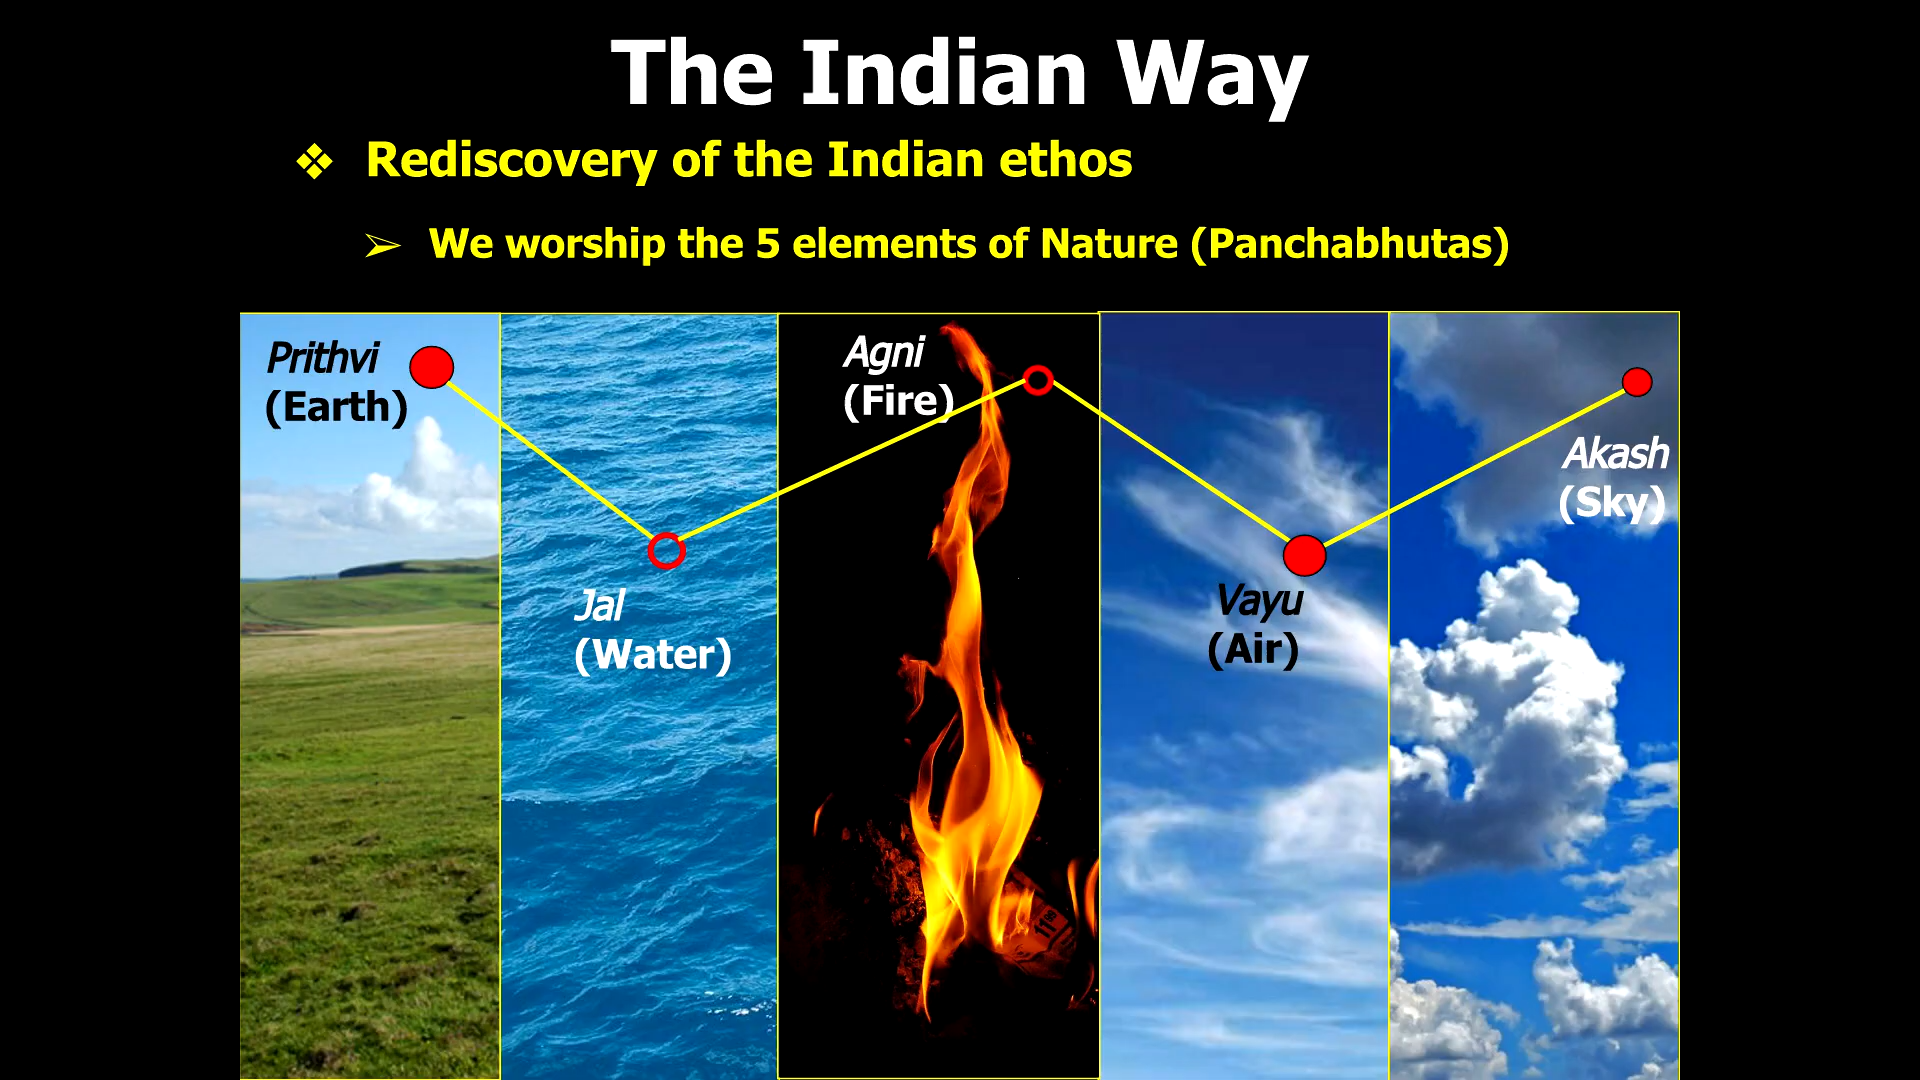 The Indian Way
❖ Rediscovery of the Indian ethos
➢ We worship the 5 elements of Nature (Panchabhutas)
Prithvi
(Earth)
Jal
(Water)
Agni
(Fire)
Vayu
(Air)
Akash
(Sky)
11